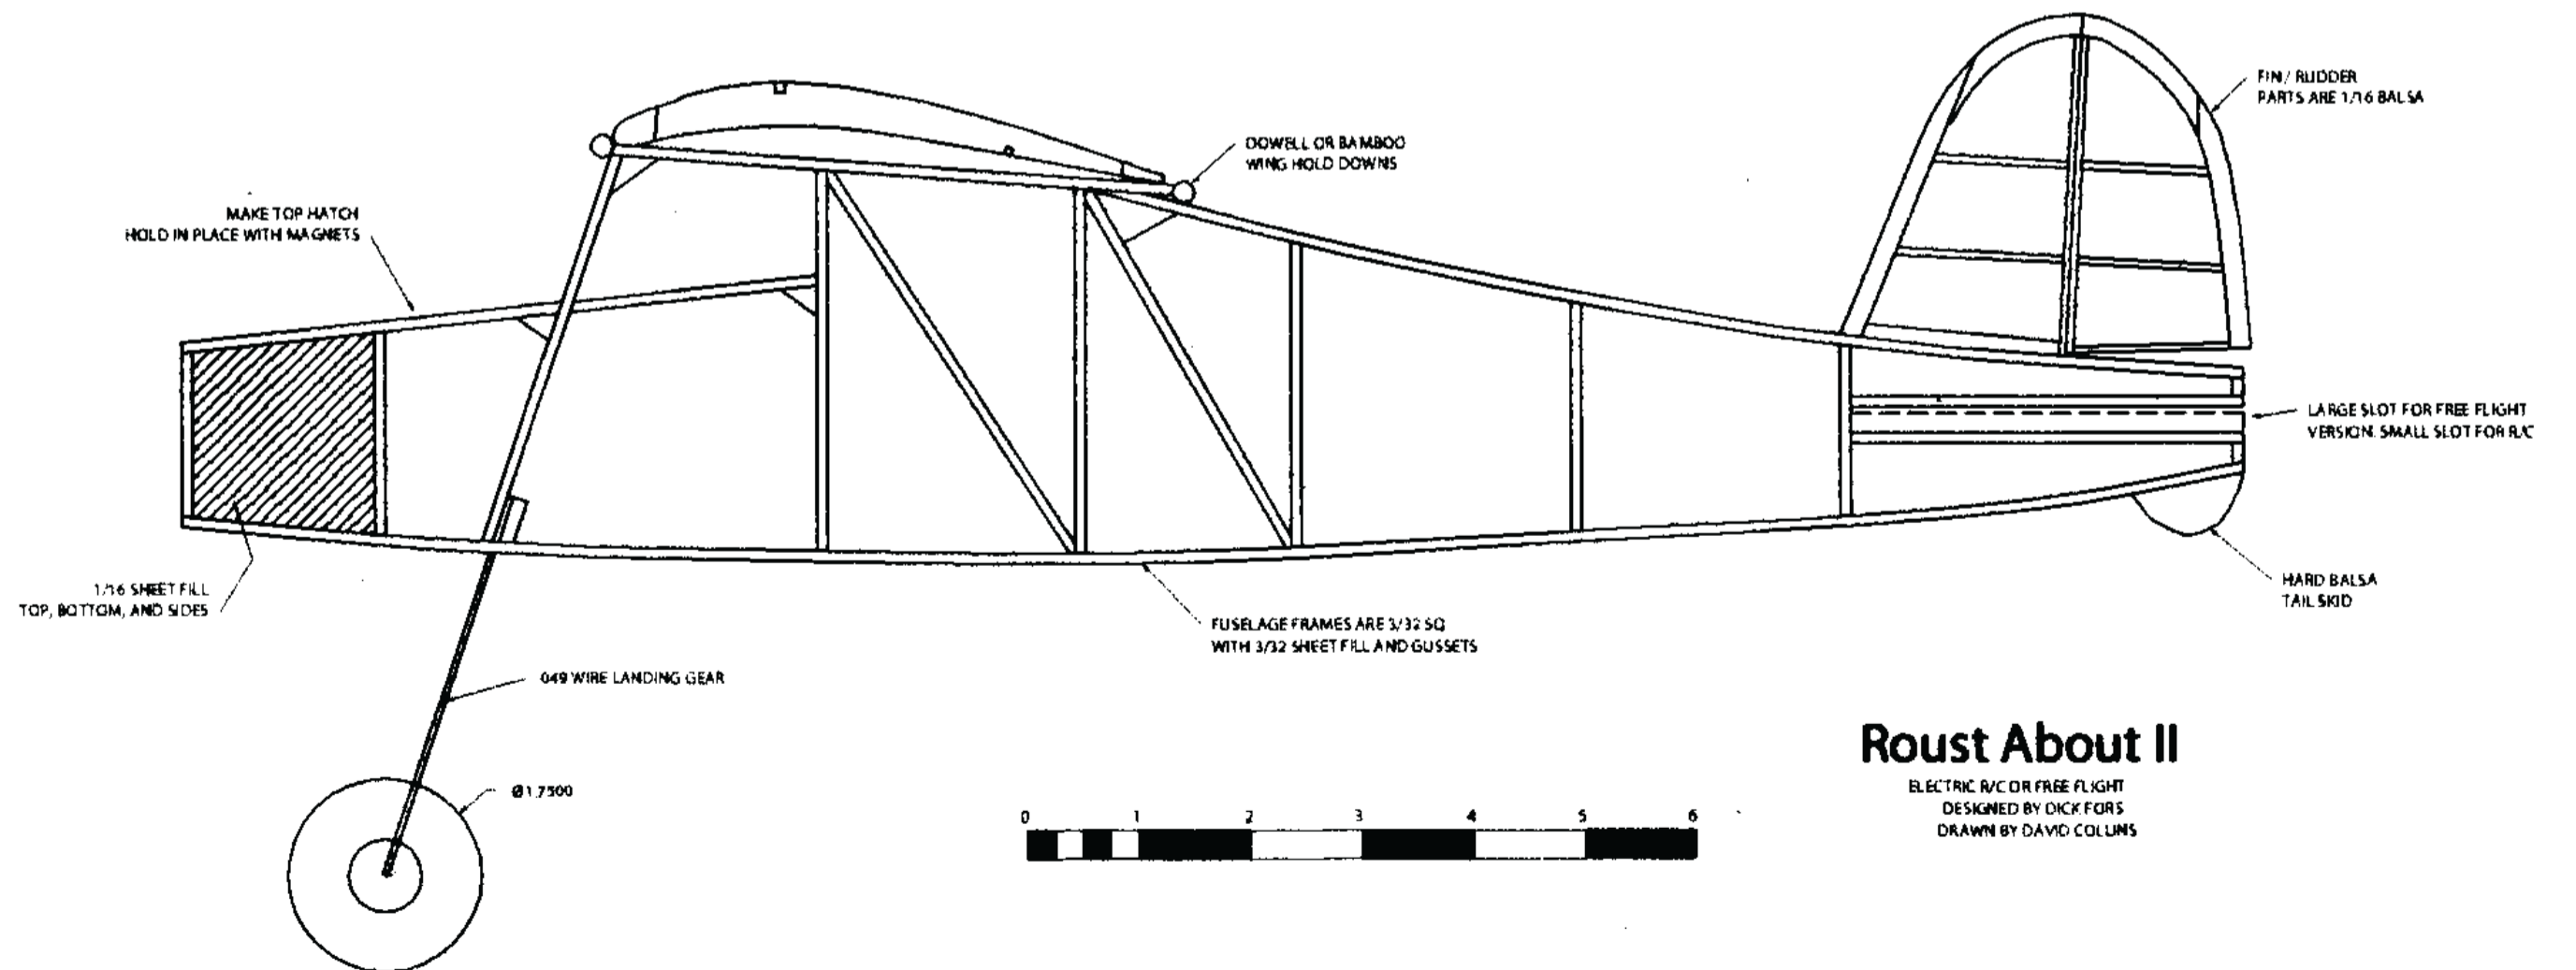 FIN / RUDDER
PARTS ARE 1/16 BALSA
DOWELL OR BAMBOO
WING HOLD DOWNS
MAKE TOP HATCH
HOLD IN PLACE WITH MAGNETS
LARGE SLOT FOR FREE FLIGHT
VERSION. SMALL SLOT FOR R/C
1/16 SHEET FILL
TOP, BOTTOM, AND SIDES
HARD BALSA
TAIL SKID
FUSELAGE FRAMES ARE 3/32 SQ
WITH 3/32 SHEET FILL AND GUSSETS
049 WIRE LANDING GEAR
Ø1.7500
0 1 2 3 4 5 6
Roust About II
ELECTRIC R/C OR FREE FLIGHT
DESIGNED BY DICK FORS
DRAWN BY DAVID COLLINS